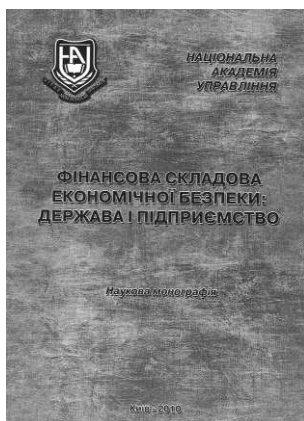 НАЦІОНАЛЬНА
АКАДЕМІЯ
УПРАВЛІННЯ
ФІНАНСОВА СКЛАДОВА
ЕКОНОМІЧНОЇ БЕЗПЕКИ:
ДЕРЖАВА І ПІДПРИЄМСТВО
Наукова монографія
Київ - 2010